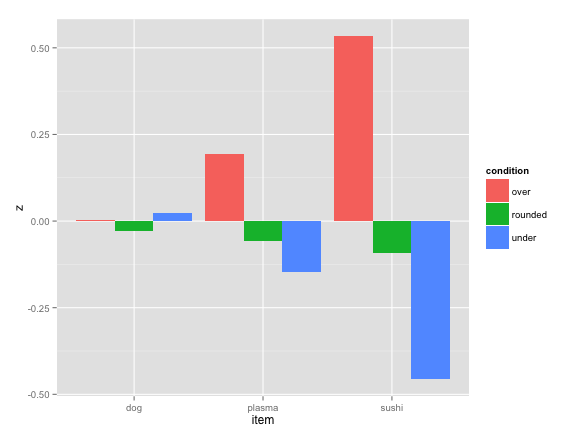 0.50
0.25
0.00
-0.25
-0.50
z
dog plasma sushi
item
condition
over
rounded
under